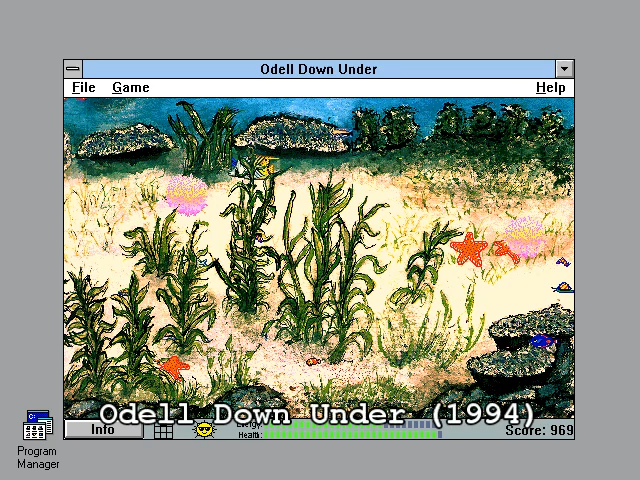 Odell Down Under
File Game Help
Odell Down Under (1994)
Info Energy: Score: 969
Health:
Program
Manager